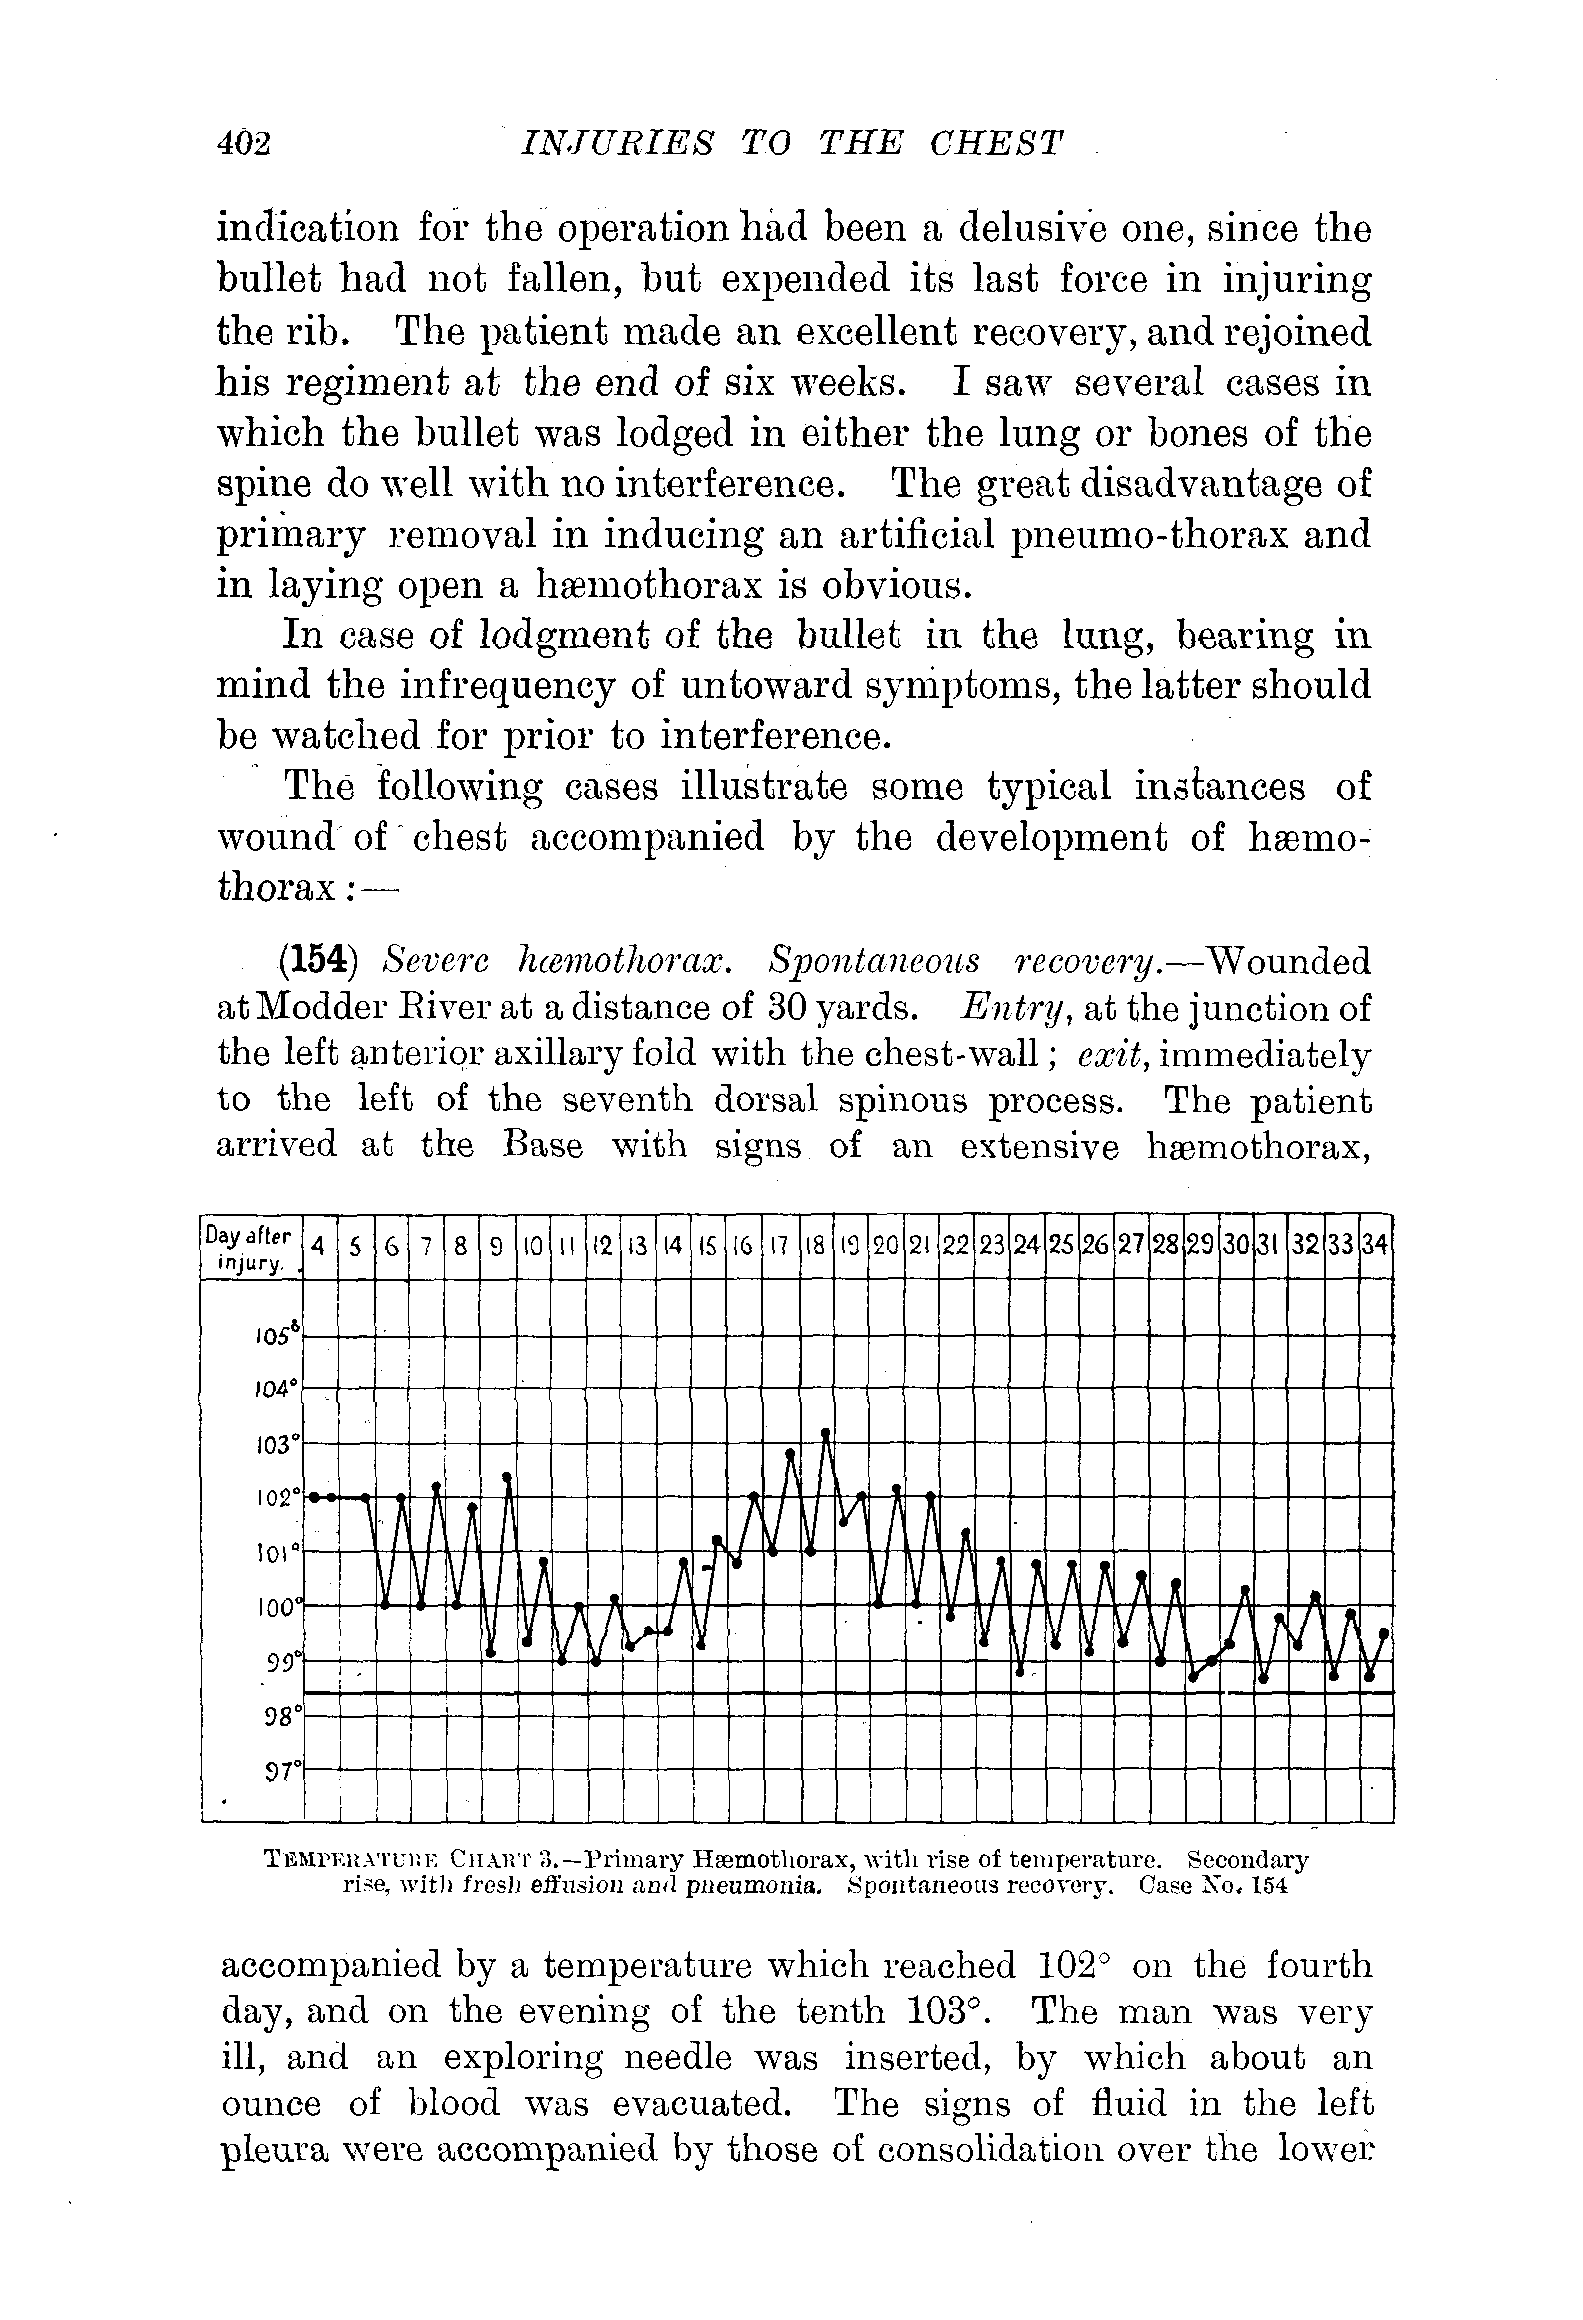 402 INJURIES TO THE CHEST
indication for the operation had been a delusive one, since the
bullet had not fallen, but expended its last force in injuring
the rib. The patient made an excellent recovery, and rejoined
his regiment at the end of six weeks. I saw several cases in
which the bullet was lodged in either the lung or bones of the
spine do well with no interference. The great disadvantage of
primary removal in inducing an artificial pneumo-thorax and
in laying open a hæmothorax is obvious.
In case of lodgment of the bullet in the lung, bearing in
mind the infrequency of untoward symptoms, the latter should
be watched for prior to interference.
The following cases illustrate some typical instances of
wound of chest accompanied by the development of hæmo-
thorax :—
(154) Severe hæmothorax. Spontaneous recovery.—Wounded
at Modder River at a distance of 30 yards. Entry, at the junction of
the left anterior axillary fold with the chest-wall ; exit, immediately
to the left of the seventh dorsal spinous process. The patient
arrived at the Base with signs of an extensive hæmothorax,
Day after injury. 4 5 6 7 8 9 10 11 12 13 14 15 16 17 18 19 20 21 22 23 24 25 26 27 28 29 30 31 32 33 34
105°
104°
103°
102°
101°
100°
99°
98°
97°
TEMPERATURE CHART 3.—Primary Hæmothorax, with rise of temperature. Secondary
rise, with fresh effusion and pneumonia. Spontaneous recovery. Case No. 154
accompanied by a temperature which reached 102° on the fourth
day, and on the evening of the tenth 103°. The man was very
ill, and an exploring needle was inserted, by which about an
ounce of blood was evacuated. The signs of fluid in the left
pleura were accompanied by those of consolidation over the lower